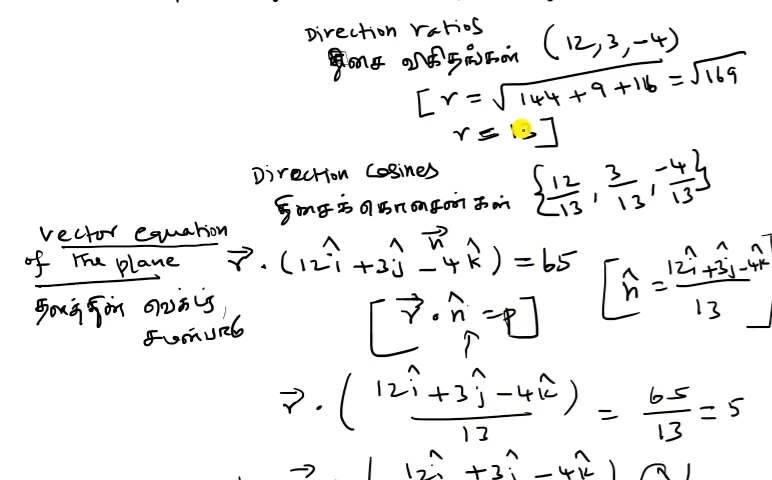 Direction ratios
திசை விகிதங்கள் (12, 3, -4)
[ r = √144 + 9 + 16 = √169
r = 13 ]
Direction Cosines
திசைக் கொசைன்கள் {12/13, 3/13, -4/13}
vector equation of the plane
r⃗ . (12î + 3ĵ - 4k̂) = 65
n⃗
[ n̂ = 12î + 3ĵ - 4k̂ / 13 ]
தளத்தின் வெக்டர்
சமன்பாடு
[ r⃗ . n̂ = p ]
r⃗ . ( 12î + 3ĵ - 4k̂ / 13 ) = 65/13 = 5